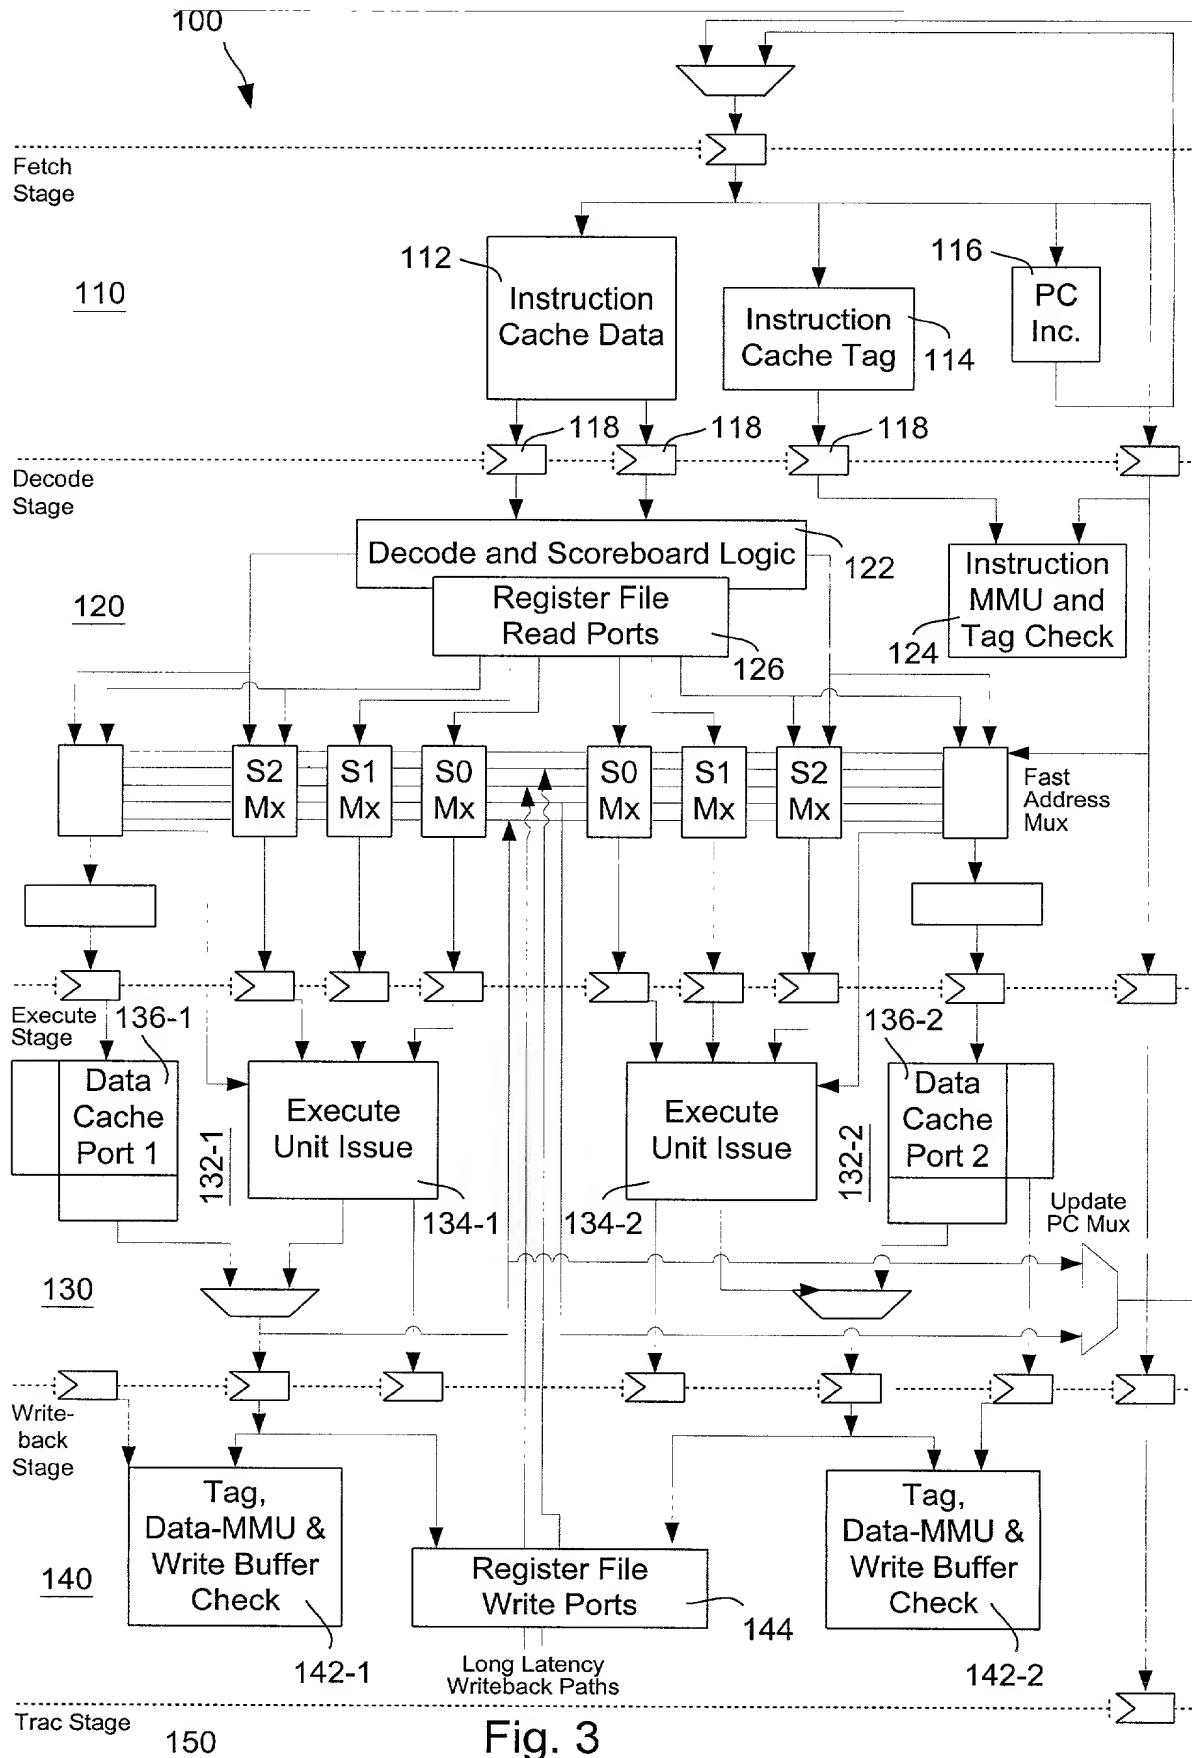 100
Fetch
Stage
110
112
Instruction
Cache Data
Instruction
Cache Tag
114
116
PC
Inc.
118
118
118
Decode
Stage
Decode and Scoreboard Logic
122
Register File
Read Ports
126
120
Instruction
MMU and
Tag Check
124
S2
Mx
S1
Mx
S0
Mx
S0
Mx
S1
Mx
S2
Mx
Fast
Address
Mux
Execute
Stage
136-1
Data
Cache
Port 1
132-1
Execute
Unit Issue
134-1
Execute
Unit Issue
134-2
132-2
136-2
Data
Cache
Port 2
Update
PC Mux
130
Write-
back
Stage
Tag,
Data-MMU &
Write Buffer
Check
142-1
140
Register File
Write Ports
144
Tag,
Data-MMU &
Write Buffer
Check
142-2
Long Latency
Writeback Paths
Trac Stage
150
Fig. 3